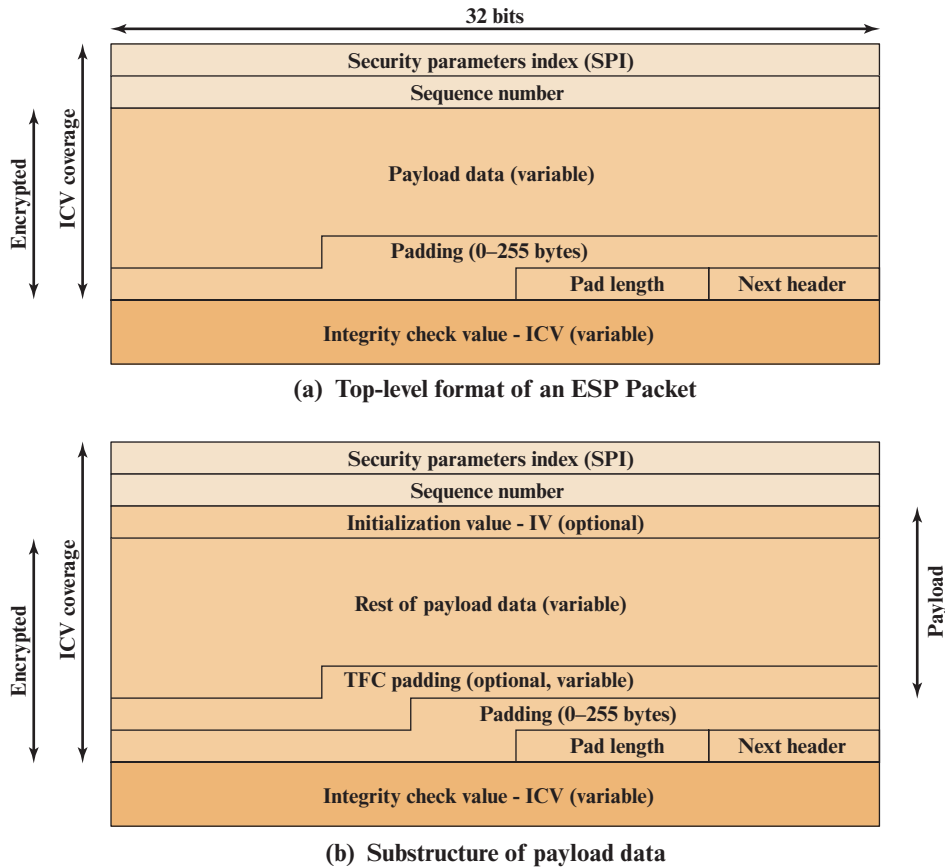 32 bits
Security parameters index (SPI)
Sequence number
Encrypted
ICV coverage
Payload data (variable)
Padding (0–255 bytes)
Pad length
Next header
Integrity check value - ICV (variable)
(a) Top-level format of an ESP Packet
Security parameters index (SPI)
Sequence number
Initialization value - IV (optional)
Encrypted
ICV coverage
Rest of payload data (variable)
Payload
TFC padding (optional, variable)
Padding (0–255 bytes)
Pad length
Next header
Integrity check value - ICV (variable)
(b) Substructure of payload data